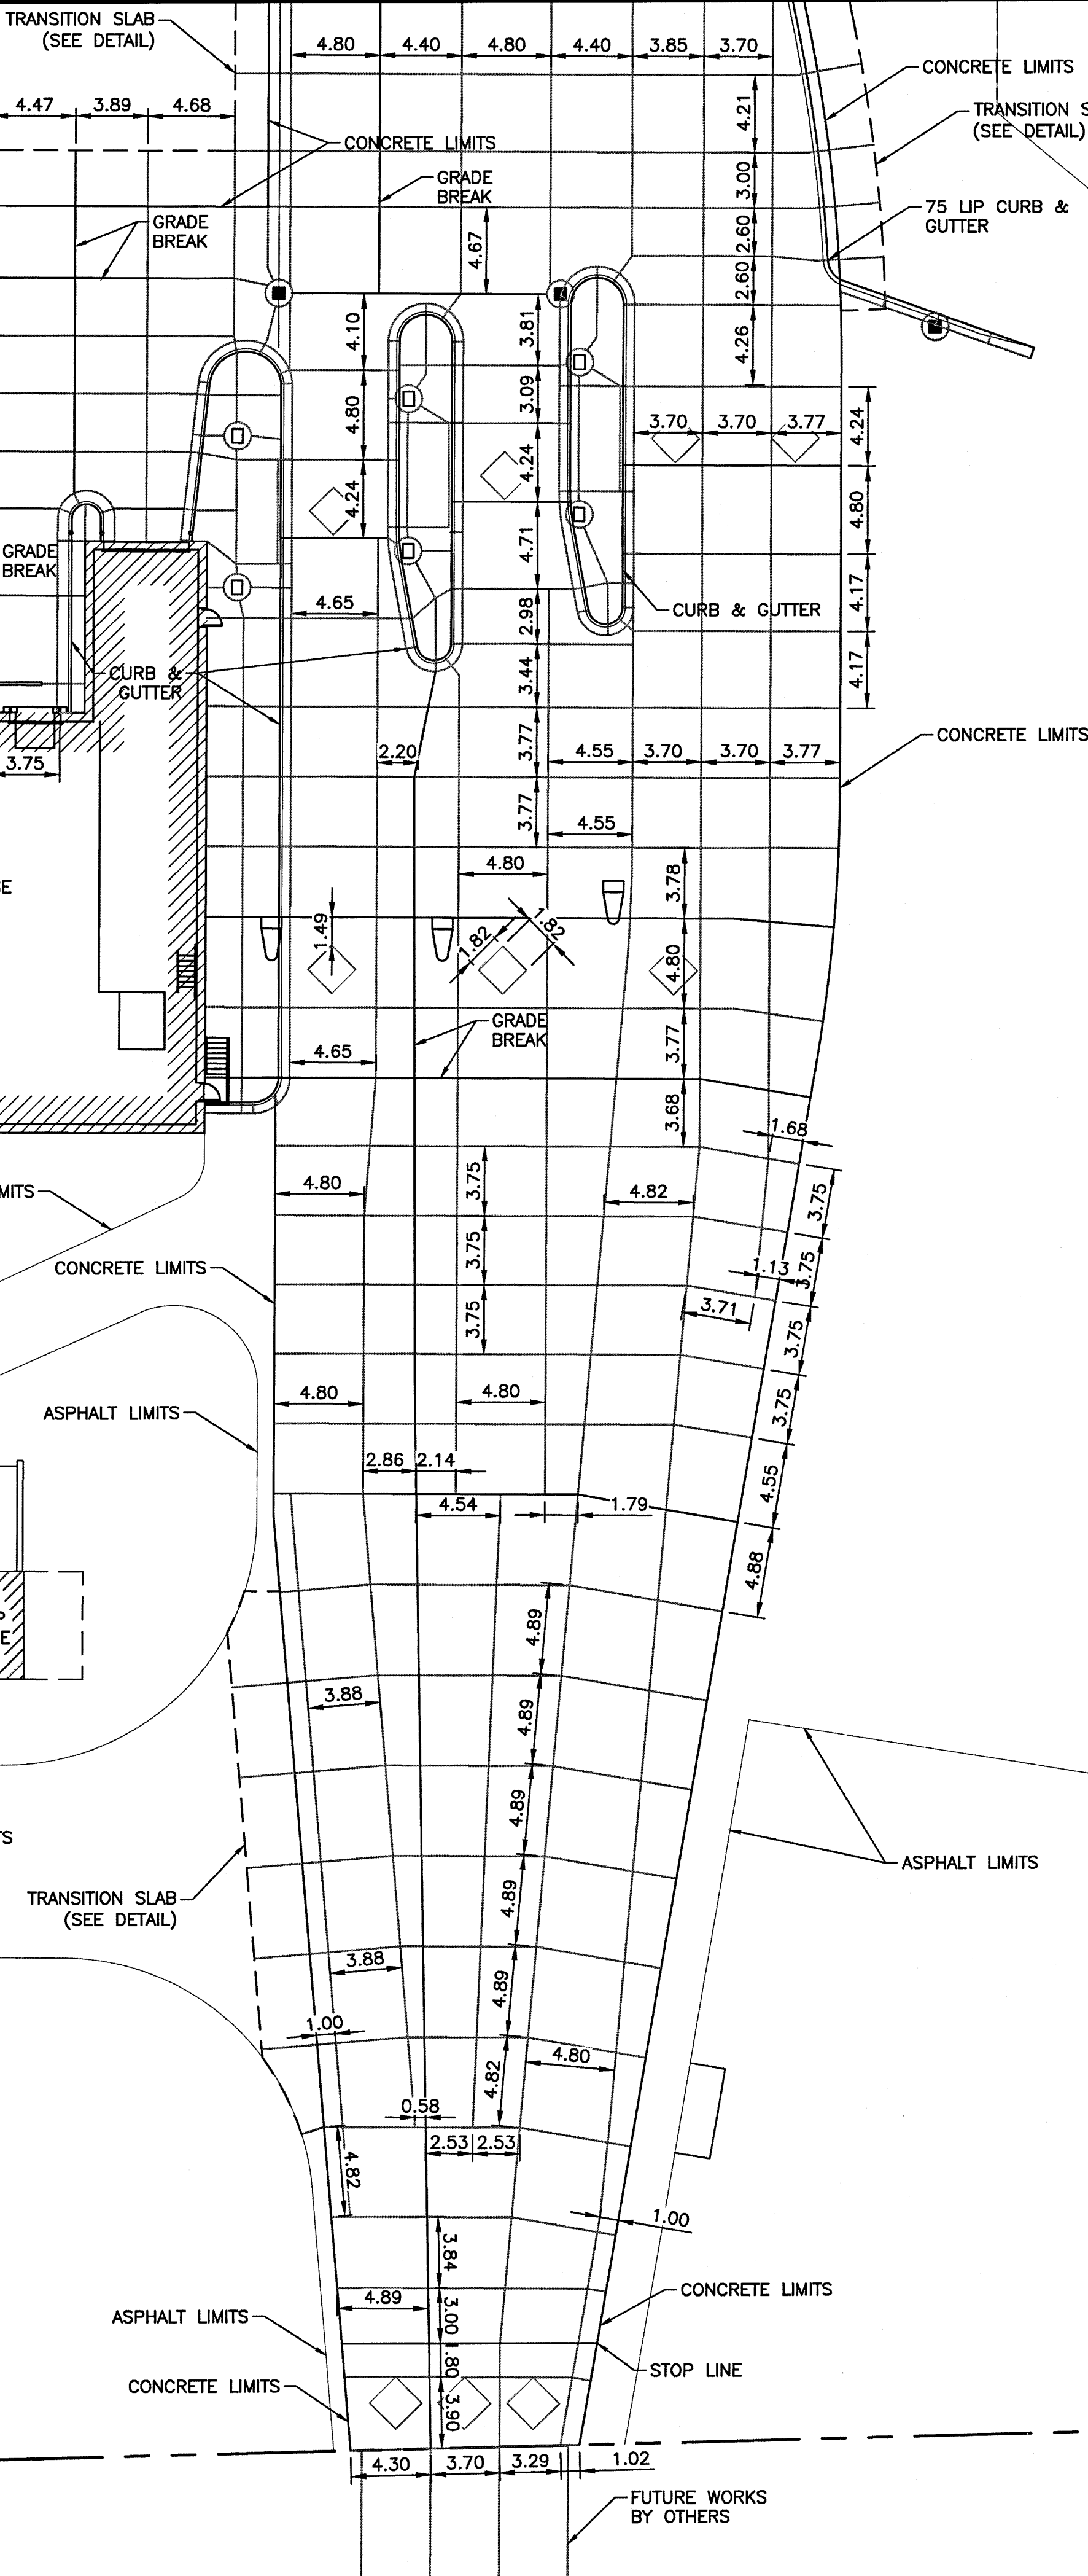 TRANSITION SLAB
(SEE DETAIL)
4.80
4.40
4.80
4.40
3.85
3.70
CONCRETE LIMITS
4.47
3.89
4.68
4.21
TRANSITION S
(SEE DETAIL)
CONCRETE LIMITS
GRADE
BREAK
3.00
GRADE
BREAK
4.67
2.60
75 LIP CURB &
GUTTER
2.60
4.10
3.81
4.26
4.80
3.09
3.70
3.70
3.77
4.24
4.24
4.24
4.80
4.71
GRADE
BREAK
4.65
2.98
CURB & GUTTER
4.17
CURB &
GUTTER
3.44
4.17
3.75
2.20
3.77
4.55
3.70
3.70
3.77
CONCRETE LIMITS
3.77
4.55
4.80
3.78
E
1.49
1.82
1.82
4.80
GRADE
BREAK
4.65
3.77
3.68
1.68
MITS
4.80
3.75
4.82
3.75
CONCRETE LIMITS
3.75
1.13
3.75
3.75
3.71
3.75
ASPHALT LIMITS
4.80
4.80
3.75
2.86
2.14
4.55
4.54
1.79
4.88
E
4.89
3.88
4.89
4.89
TS
ASPHALT LIMITS
TRANSITION SLAB
(SEE DETAIL)
4.89
3.88
4.89
1.00
4.82
4.80
0.58
2.53
2.53
4.82
1.00
3.84
CONCRETE LIMITS
4.89
3.00
ASPHALT LIMITS
STOP LINE
1.80
CONCRETE LIMITS
3.90
4.30
3.70
3.29
1.02
FUTURE WORKS
BY OTHERS